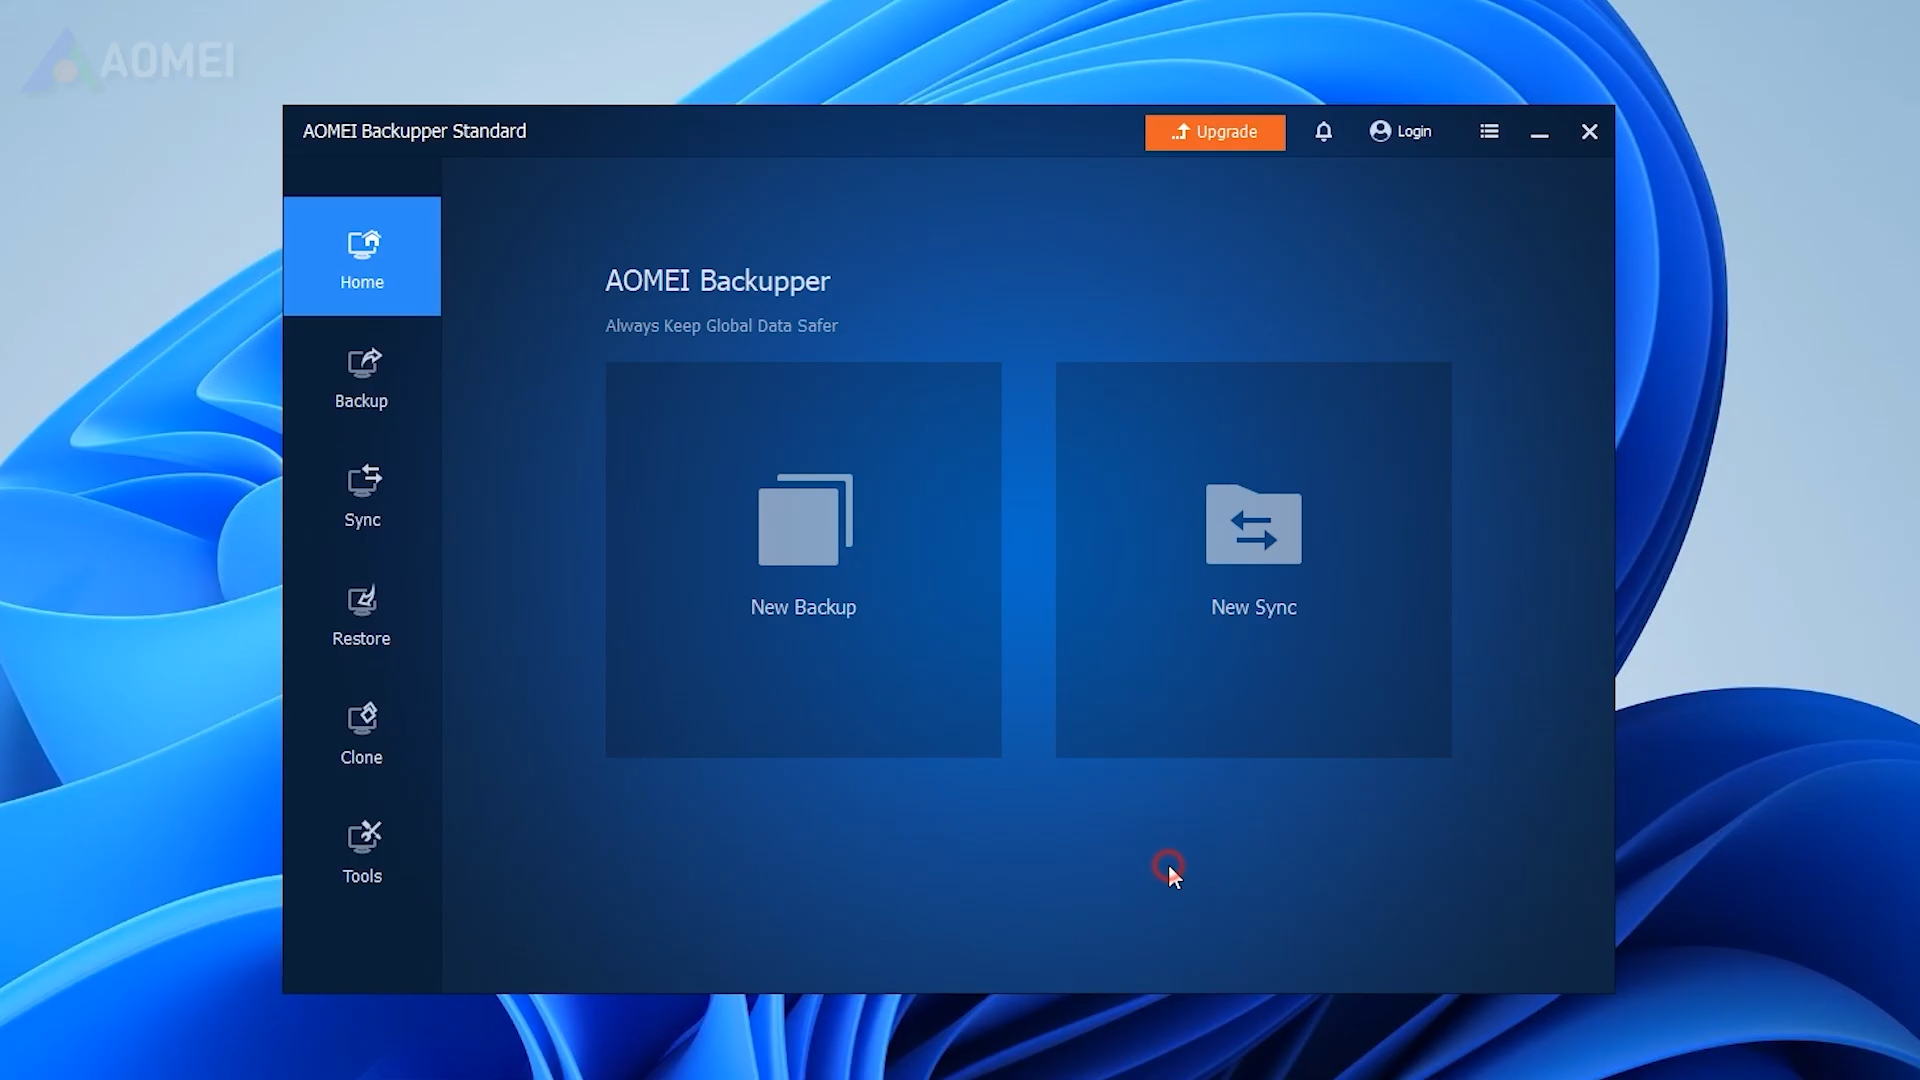 AOMEI
AOMEI Backupper Standard
Upgrade
Login
Home
Backup
Sync
Restore
Clone
Tools
AOMEI Backupper
Always Keep Global Data Safer
New Backup
New Sync